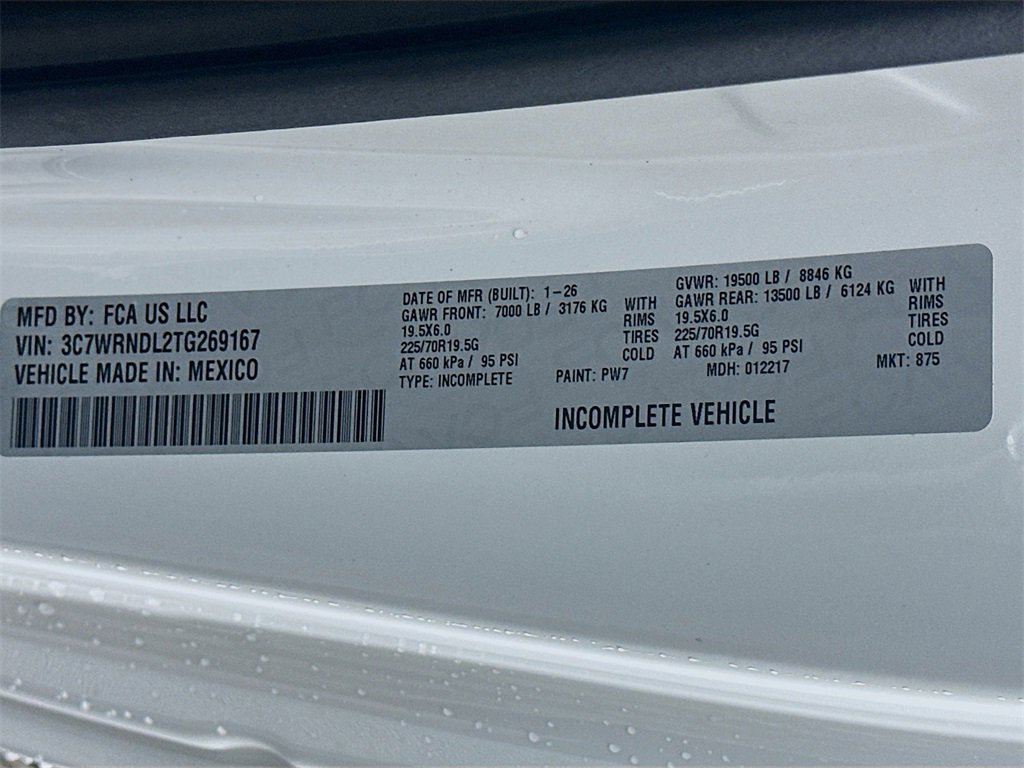 MFD BY: FCA US LLC
VIN: 3C7WRNDL2TG269167
VEHICLE MADE IN: MEXICO
DATE OF MFR (BUILT): 1-26
GAWR FRONT: 7000 LB / 3176 KG
19.5X6.0
225/70R19.5G
AT 660 kPa / 95 PSI
TYPE: INCOMPLETE
WITH
RIMS
TIRES
COLD
GVWR: 19500 LB / 8846 KG
GAWR REAR: 13500 LB / 6124 KG
19.5X6.0
225/70R19.5G
AT 660 kPa / 95 PSI
WITH
RIMS
TIRES
COLD
PAINT: PW7
MDH: 012217
MKT: 875
INCOMPLETE VEHICLE